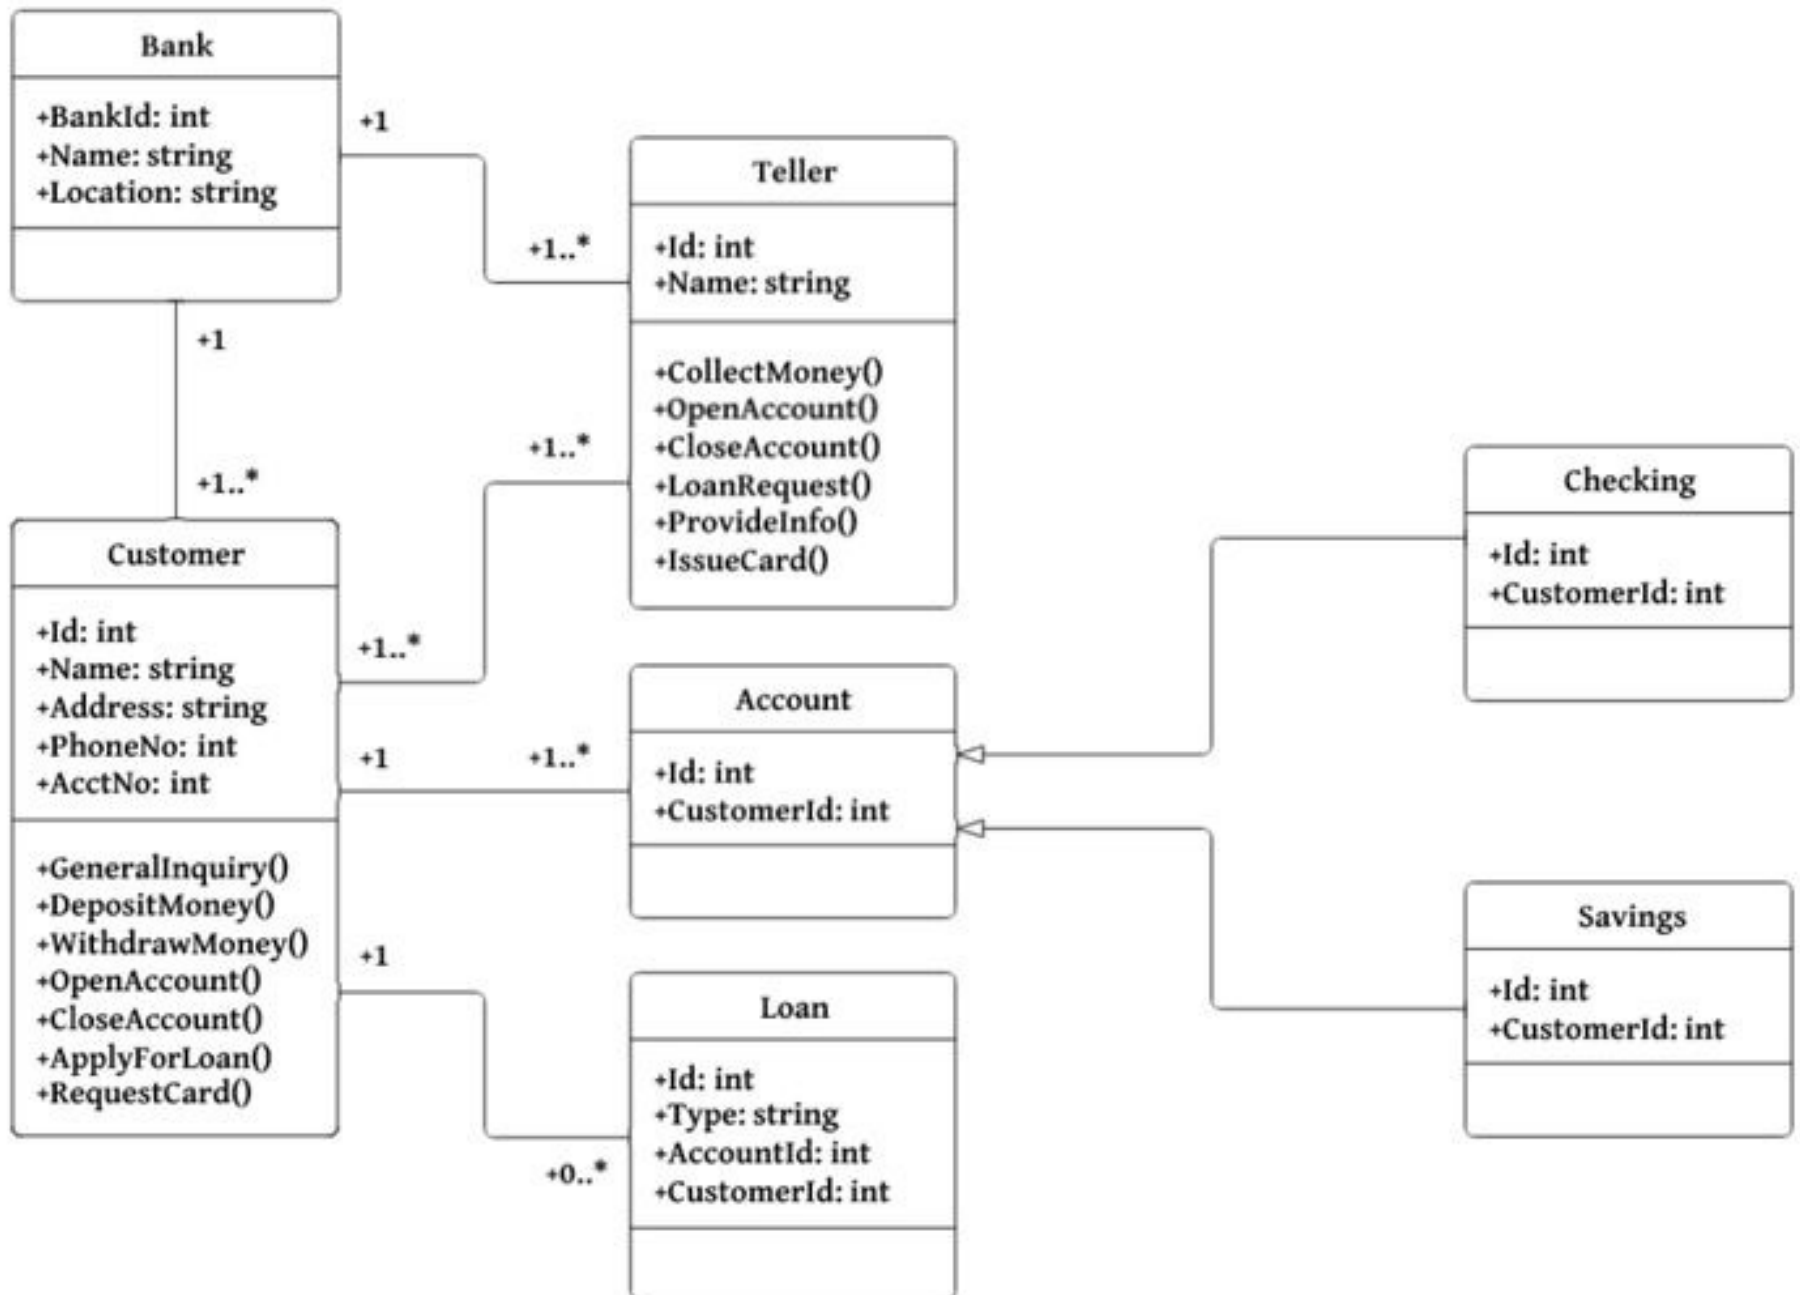 Bank
+BankId: int
+Name: string
+Location: string
+1
+1..*
+1
+1..*
Teller
+Id: int
+Name: string
+CollectMoney()
+OpenAccount()
+CloseAccount()
+LoanRequest()
+ProvideInfo()
+IssueCard()
Customer
+Id: int
+Name: string
+Address: string
+PhoneNo: int
+AcctNo: int
+GeneralInquiry()
+DepositMoney()
+WithdrawMoney()
+OpenAccount()
+CloseAccount()
+ApplyForLoan()
+RequestCard()
+1..*
+1..*
+1
+1..*
+1
+0..*
Account
+Id: int
+CustomerId: int
Loan
+Id: int
+Type: string
+AccountId: int
+CustomerId: int
Checking
+Id: int
+CustomerId: int
Savings
+Id: int
+CustomerId: int